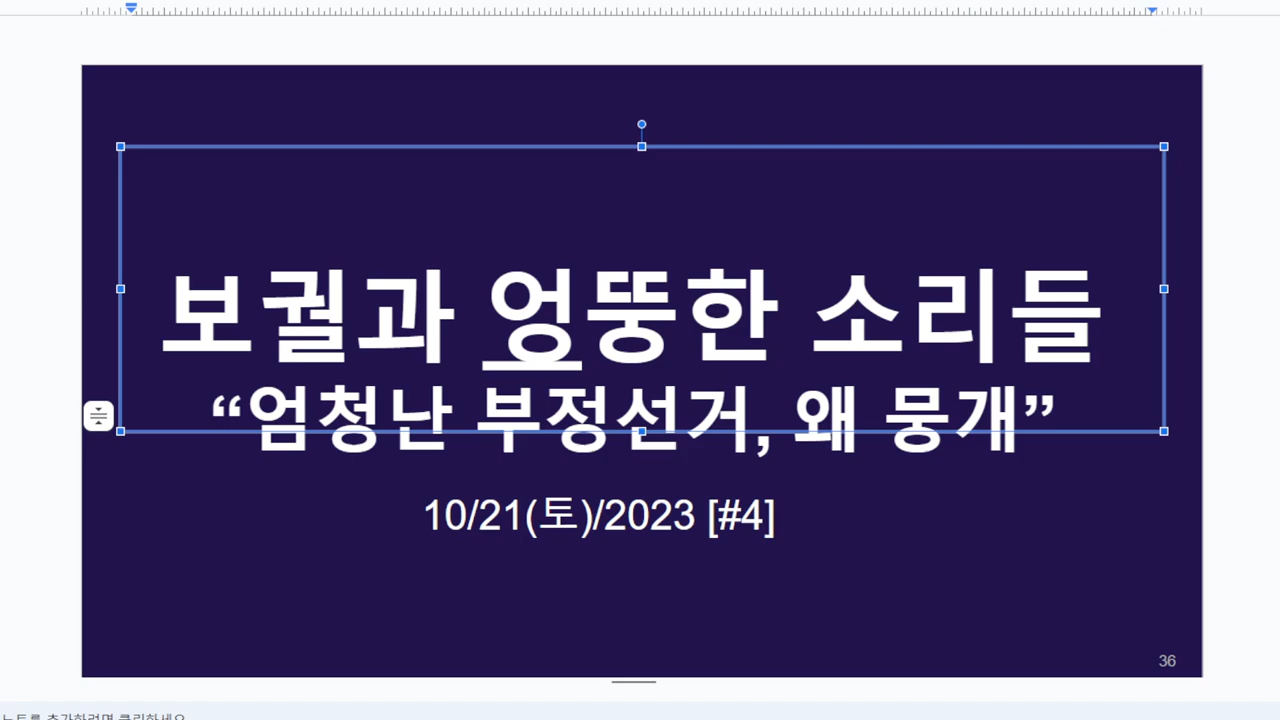 보궐과 엉뚱한 소리들
“엄청난 부정선거, 왜 뭉개”
10/21(토)/2023 [#4]
36
노트를 추가하려면 클릭하세요